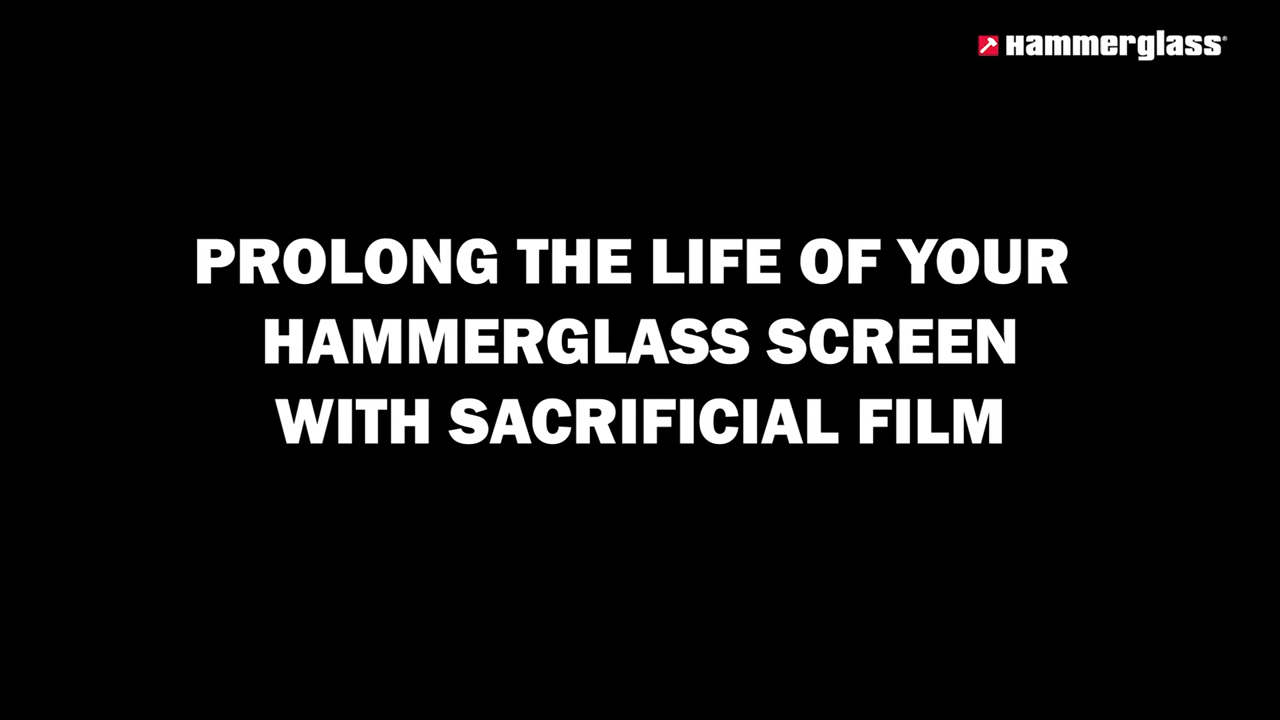 Hammerglass®
PROLONG THE LIFE OF YOUR
HAMMERGLASS SCREEN
WITH SACRIFICIAL FILM